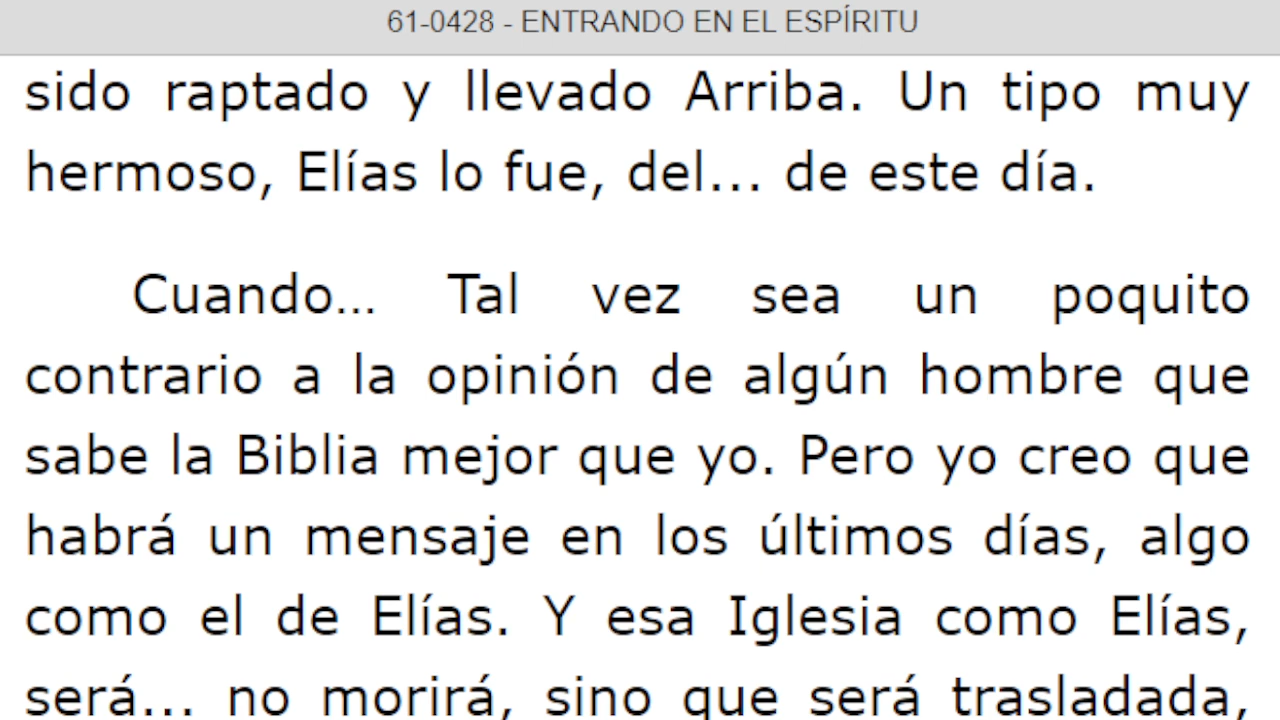 61-0428 - ENTRANDO EN EL ESPÍRITU
sido raptado y llevado Arriba. Un tipo muy
hermoso, Elías lo fue, del... de este día.
Cuando... Tal vez sea un poquito
contrario a la opinión de algún hombre que
sabe la Biblia mejor que yo. Pero yo creo que
habrá un mensaje en los últimos días, algo
como el de Elías. Y esa Iglesia como Elías,
será... no morirá, sino que será trasladada,